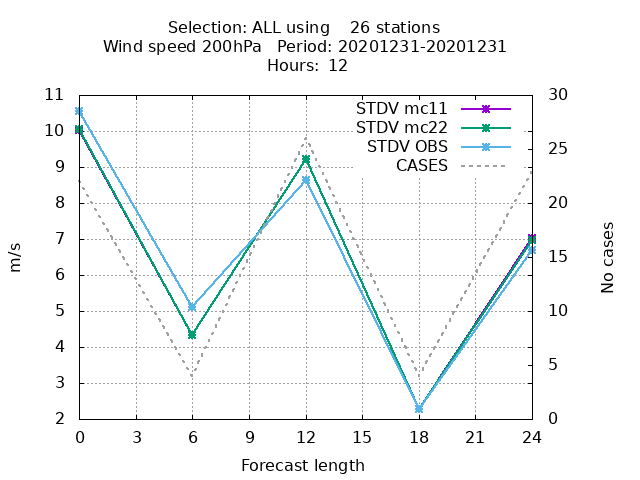 Selection: ALL using    26 stations
Wind speed 200hPa   Period: 20201231-20201231
Hours: 12
STDV mc11
STDV mc22
STDV OBS
CASES
11
10
9
8
7
6
5
4
3
2
m/s
30
25
20
15
10
5
0
No cases
0 3 6 9 12 15 18 21 24
Forecast length